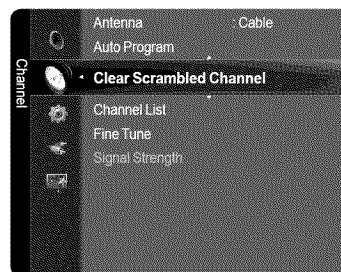 Channel
Antenna : Cable
Auto Program
Clear Scrambled Channel
Channel List
Fine Tune
Signal Strength